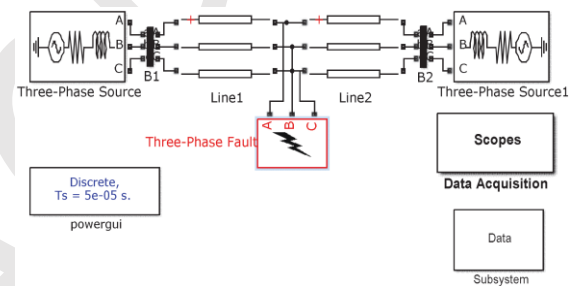 A
B
C
B1
Three-Phase Source
Line1
Line2
B2
A
B
C
Three-Phase Source1
Three-Phase Fault
A
B
C
Scopes
Data Acquisition
Discrete,
Ts = 5e-05 s.
powergui
Data
Subsystem